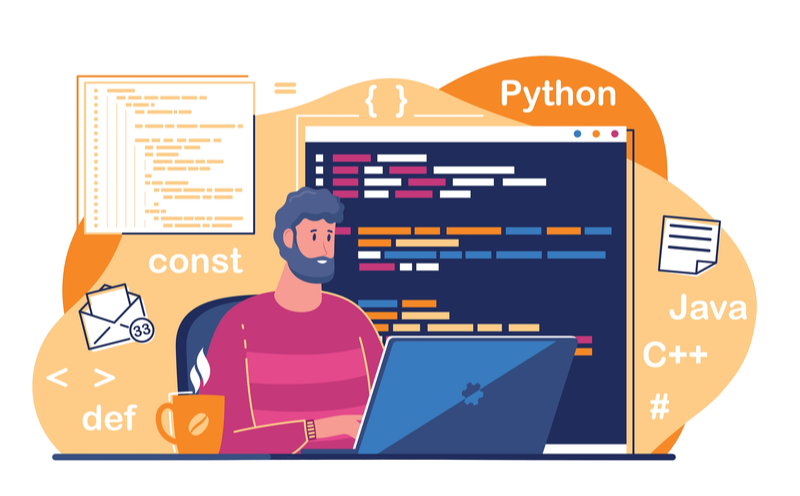 =
{ }
Python
const
33
Java
C++
< >
#
def